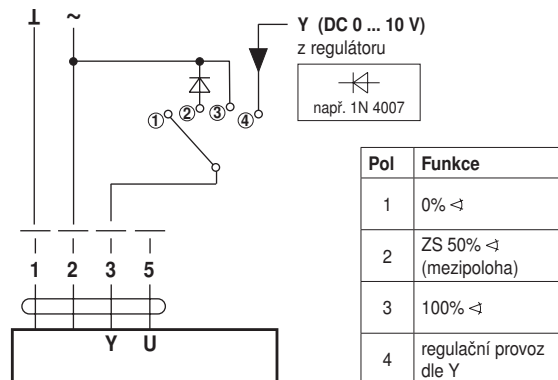 ⊥ ~
Y (DC 0 ... 10 V)
z regulátoru
např. 1N 4007
① ② ③ ④
1 2 3 5
Y U
Pol Funkce
1 0% ∢
2 ZS 50% ∢
(mezipoloha)
3 100% ∢
4 regulační provoz
dle Y